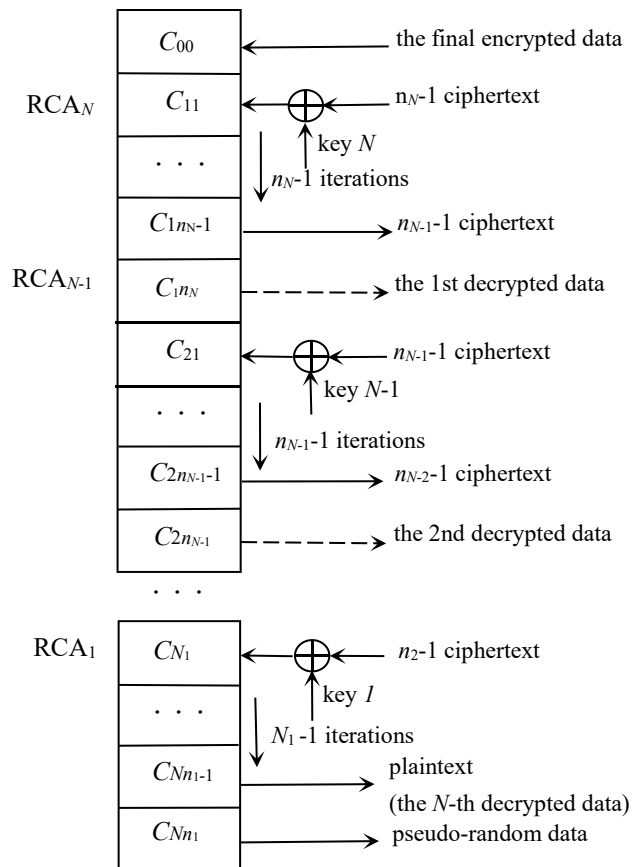 C00 the final encrypted data
RCAN C11 nN-1 ciphertext
key N
. . . nN-1 iterations
C1nN-1 nN-1-1 ciphertext
RCAN-1 C1nN the 1st decrypted data
C21 nN-1-1 ciphertext
key N-1
. . . nN-1-1 iterations
C2nN-1-1 nN-2-1 ciphertext
C2nN-1 the 2nd decrypted data
. . .
RCA1 CN1 n2-1 ciphertext
key 1
. . . N1-1 iterations
CNn1-1 plaintext
(the N-th decrypted data)
CNn1 pseudo-random data